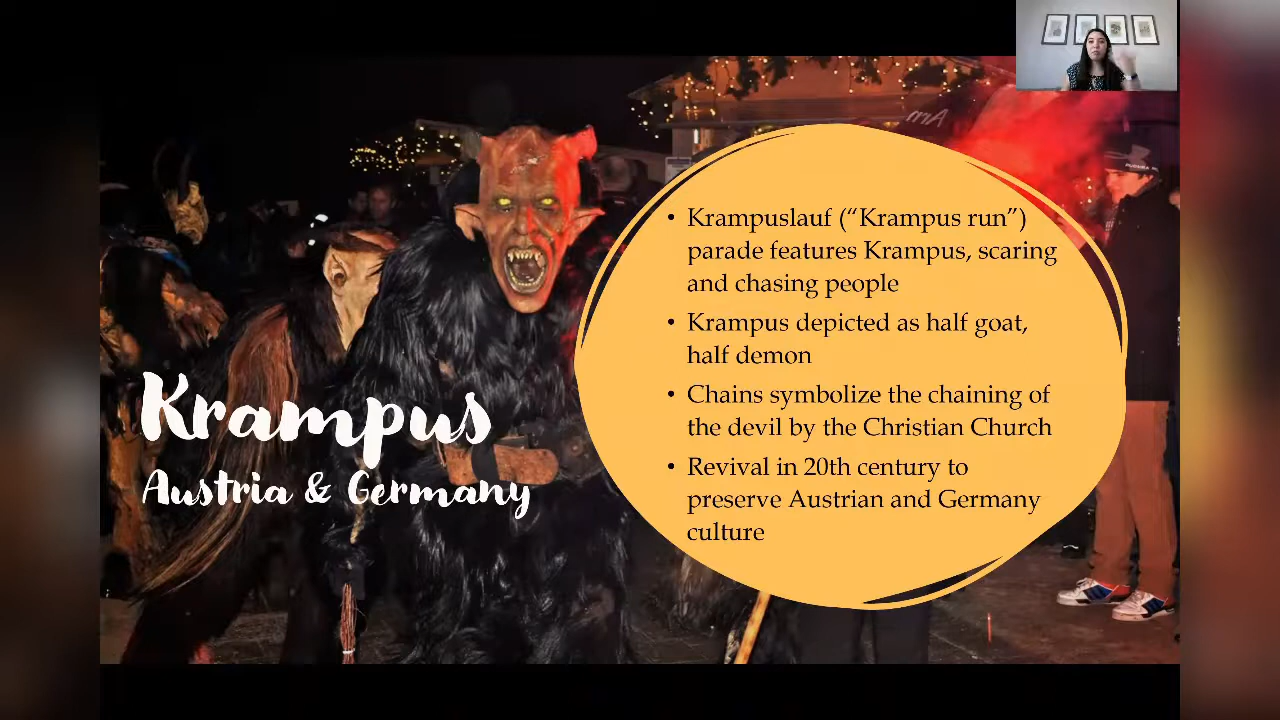 Krampus
Austria & Germany
• Krampuslauf (“Krampus run”)
parade features Krampus, scaring
and chasing people
• Krampus depicted as half goat,
half demon
• Chains symbolize the chaining of
the devil by the Christian Church
• Revival in 20th century to
preserve Austrian and Germany
culture